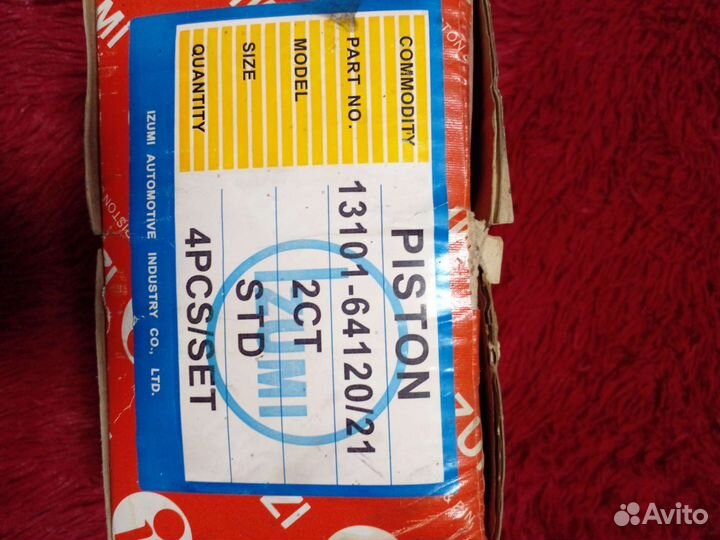 COMMODITY PISTON
PART NO. 13101-64120/21
MODEL 2CT
SIZE STD
QUANTITY 4PCS/SET
IZUMI
IZUMI AUTOMOTIVE INDUSTRY CO., LTD.
Avito